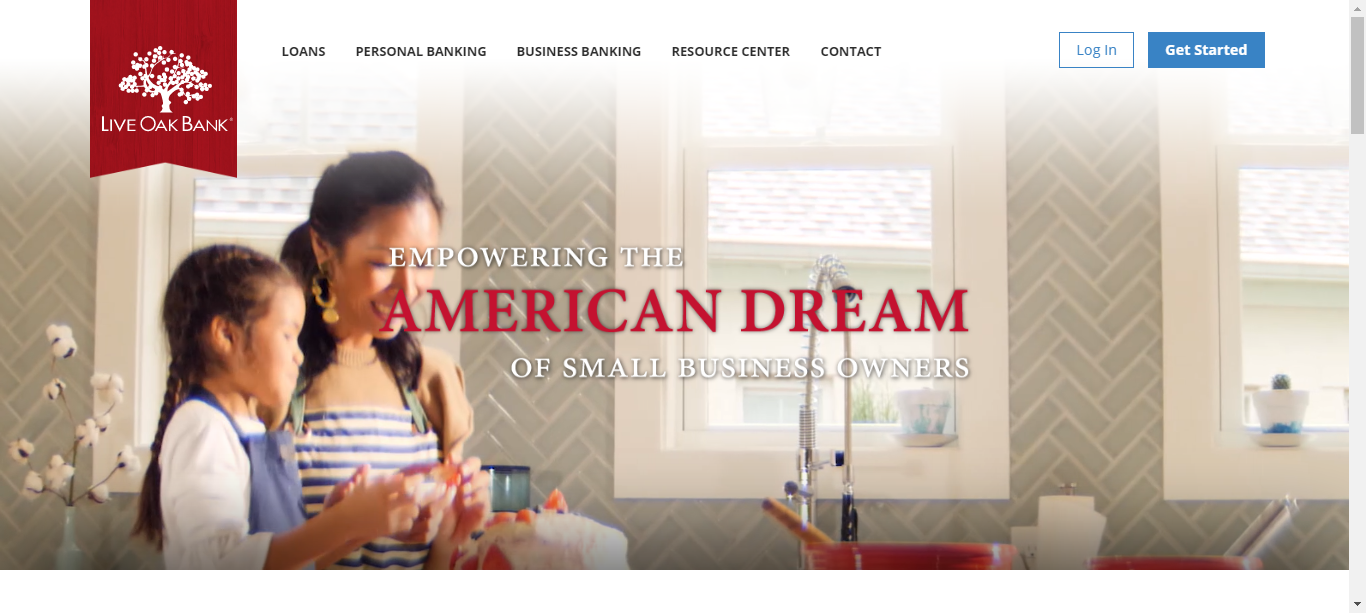 LIVE OAK BANK®
LOANS PERSONAL BANKING BUSINESS BANKING RESOURCE CENTER CONTACT
Log In Get Started
EMPOWERING THE
AMERICAN DREAM
OF SMALL BUSINESS OWNERS